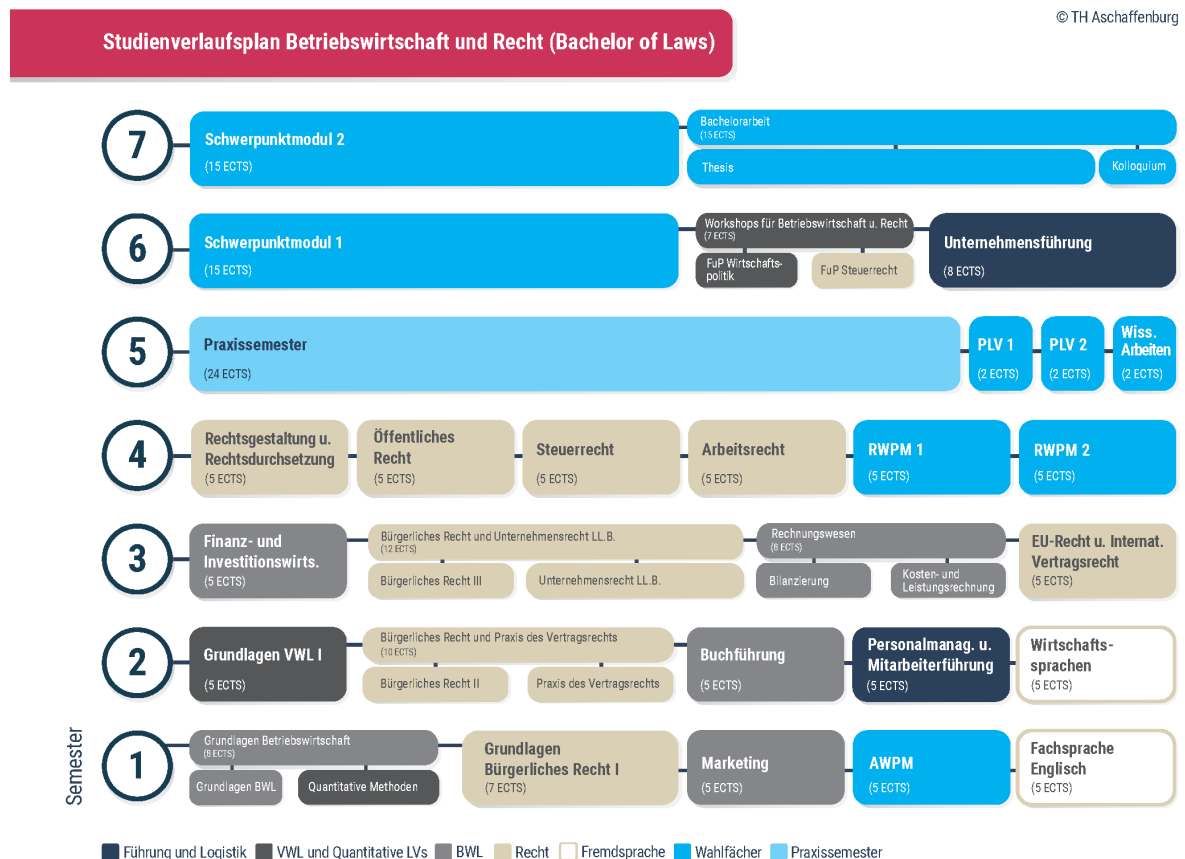 © TH Aschaffenburg
Studienverlaufsplan Betriebswirtschaft und Recht (Bachelor of Laws)
7
Schwerpunktmodul 2
(15 ECTS)
Bachelorarbeit
(15 ECTS)
Thesis
Kolloquium
6
Schwerpunktmodul 1
(15 ECTS)
Workshops für Betriebswirtschaft u. Recht
(7 ECTS)
FuP Wirtschafts-
politik
FuP Steuerrecht
Unternehmensführung
(8 ECTS)
5
Praxissemester
(24 ECTS)
PLV 1
(2 ECTS)
PLV 2
(2 ECTS)
Wiss.
Arbeiten
(2 ECTS)
4
Rechtsgestaltung u.
Rechtsdurchsetzung
(5 ECTS)
Öffentliches
Recht
(5 ECTS)
Steuerrecht
(5 ECTS)
Arbeitsrecht
(5 ECTS)
RWPM 1
(5 ECTS)
RWPM 2
(5 ECTS)
3
Finanz- und
Investitionswirts.
(5 ECTS)
Bürgerliches Recht und Unternehmensrecht LL.B.
(12 ECTS)
Bürgerliches Recht III
Unternehmensrecht LL.B.
Rechnungswesen
(8 ECTS)
Bilanzierung
Kosten- und
Leistungsrechnung
EU-Recht u. Internat.
Vertragsrecht
(5 ECTS)
2
Grundlagen VWL I
(5 ECTS)
Bürgerliches Recht und Praxis des Vertragsrechts
(10 ECTS)
Bürgerliches Recht II
Praxis des Vertragsrechts
Buchführung
(5 ECTS)
Personalmanag. u.
Mitarbeiterführung
(5 ECTS)
Wirtschafts-
sprachen
(5 ECTS)
Semester
1
Grundlagen Betriebswirtschaft
(8 ECTS)
Grundlagen BWL
Quantitative Methoden
Grundlagen
Bürgerliches Recht I
(7 ECTS)
Marketing
(5 ECTS)
AWPM
(5 ECTS)
Fachsprache
Englisch
(5 ECTS)
Führung und Logistik
VWL und Quantitative LVs
BWL
Recht
Fremdsprache
Wahlfächer
Praxissemester